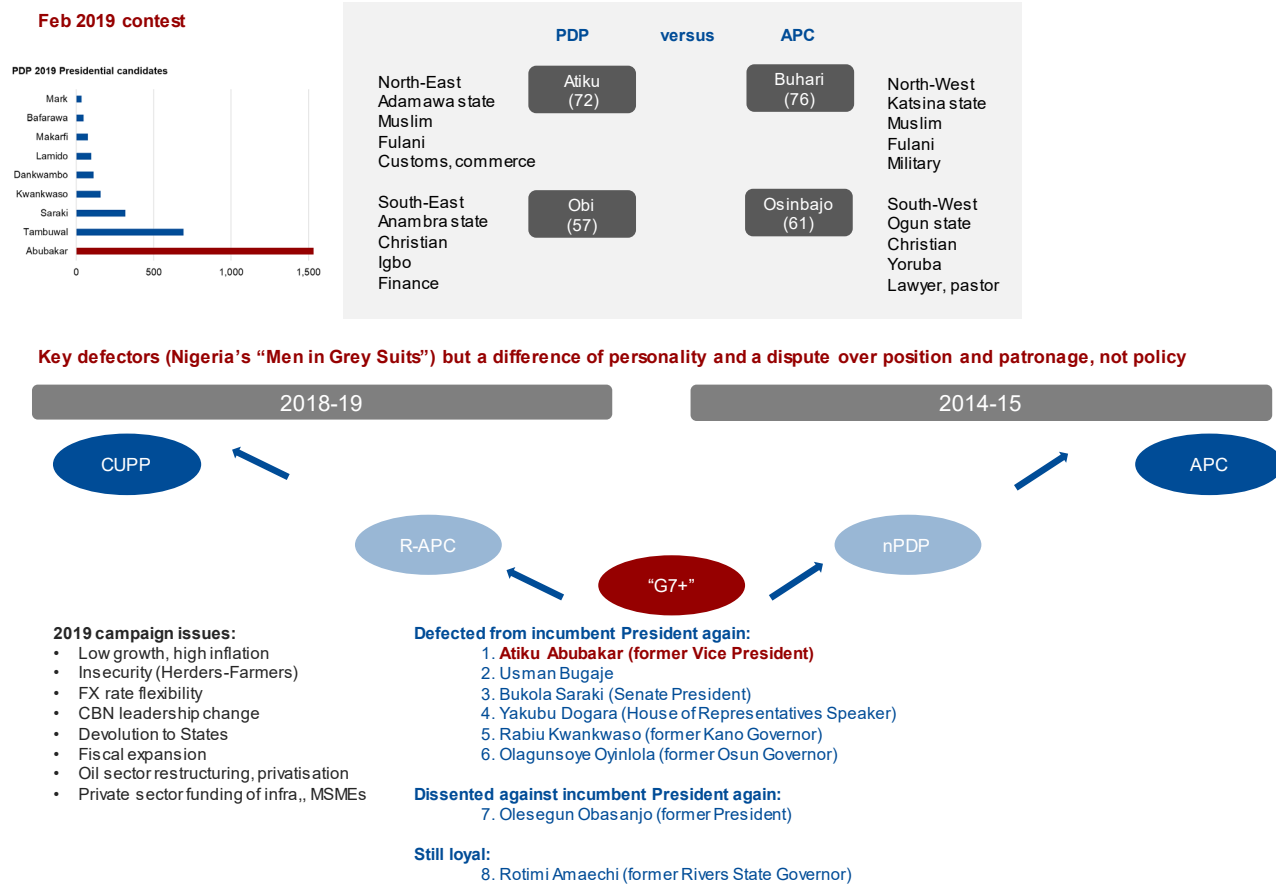 Feb 2019 contest
PDP 2019 Presidential candidates
Mark
Bafarawa
Makarfi
Lamido
Dankwambo
Kwankwaso
Saraki
Tambuwal
Abubakar
0 500 1,000 1,500
PDP versus APC
North-East
Adamawa state
Muslim
Fulani
Customs, commerce
Atiku
(72)
Buhari
(76)
North-West
Katsina state
Muslim
Fulani
Military
South-East
Anambra state
Christian
Igbo
Finance
Obi
(57)
Osinbajo
(61)
South-West
Ogun state
Christian
Yoruba
Lawyer, pastor
Key defectors (Nigeria’s “Men in Grey Suits”) but a difference of personality and a dispute over position and patronage, not policy
2018-19
2014-15
CUPP
APC
R-APC
nPDP
“G7+”
2019 campaign issues:
• Low growth, high inflation
• Insecurity (Herders-Farmers)
• FX rate flexibility
• CBN leadership change
• Devolution to States
• Fiscal expansion
• Oil sector restructuring, privatisation
• Private sector funding of infra,, MSMEs
Defected from incumbent President again:
1. Atiku Abubakar (former Vice President)
2. Usman Bugaje
3. Bukola Saraki (Senate President)
4. Yakubu Dogara (House of Representatives Speaker)
5. Rabiu Kwankwaso (former Kano Governor)
6. Olagunsoye Oyinlola (former Osun Governor)
Dissented against incumbent President again:
7. Olesegun Obasanjo (former President)
Still loyal:
8. Rotimi Amaechi (former Rivers State Governor)